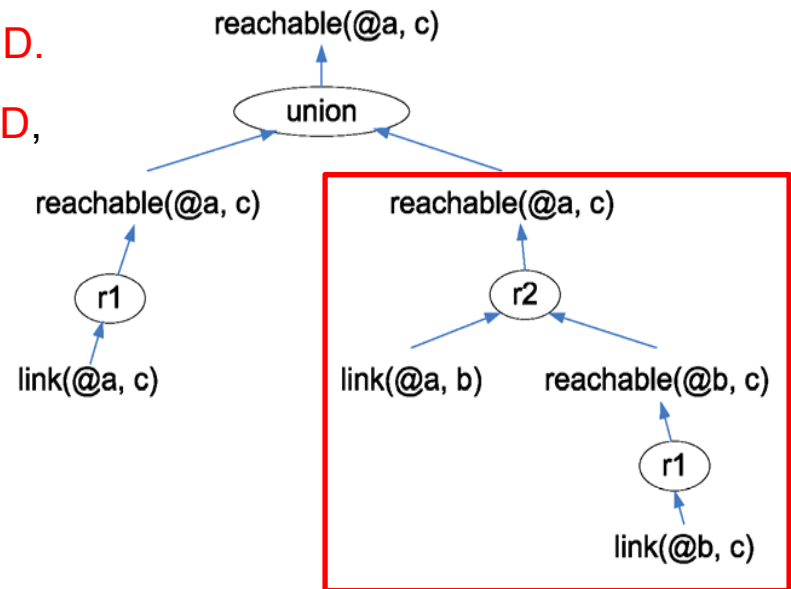 reachable(@a, c)
D.
union
D,
reachable(@a, c) reachable(@a, c)
r1 r2
link(@a, c) link(@a, b) reachable(@b, c)
r1
link(@b, c)